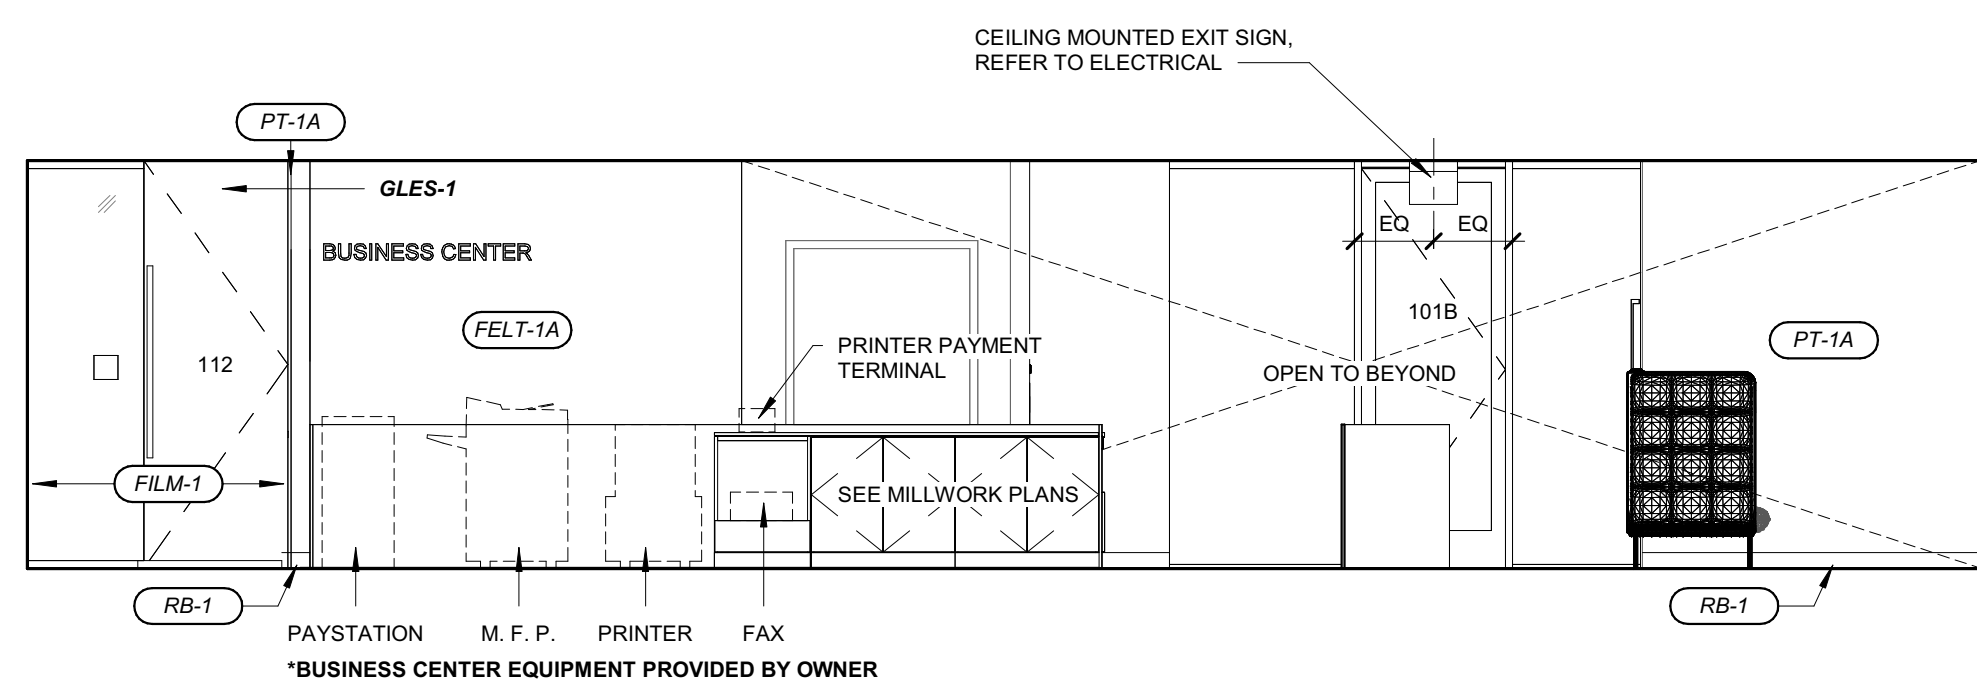 CEILING MOUNTED EXIT SIGN,
REFER TO ELECTRICAL
PT-1A
GLES-1
BUSINESS CENTER
EQ EQ
101B
FELT-1A
PRINTER PAYMENT
TERMINAL
112
OPEN TO BEYOND
PT-1A
FILM-1
SEE MILLWORK PLANS
RB-1
RB-1
PAYSTATION M. F. P. PRINTER FAX
*BUSINESS CENTER EQUIPMENT PROVIDED BY OWNER